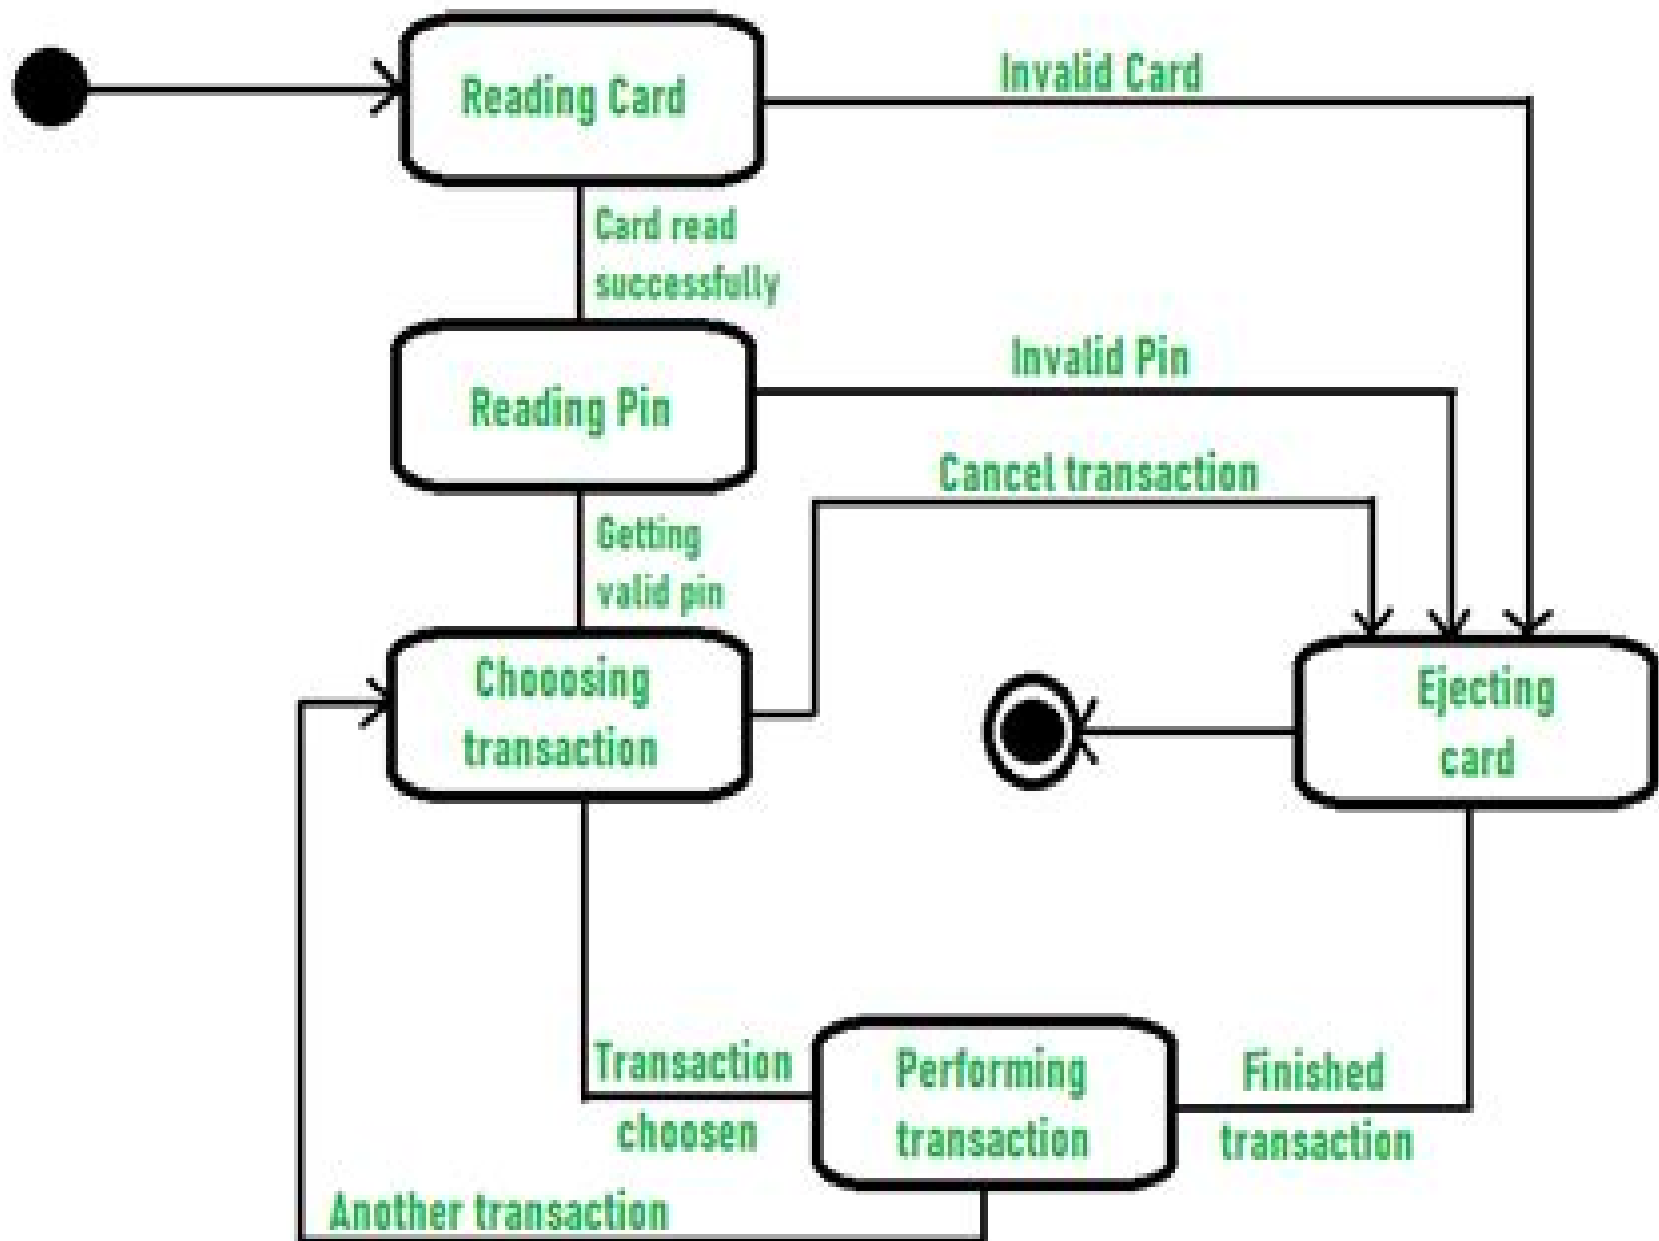 Reading Card
Invalid Card
Card read
successfully
Reading Pin
Invalid Pin
Cancel transaction
Getting
valid pin
Chooosing
transaction
Ejecting
card
Transaction
choosen
Performing
transaction
Finished
transaction
Another transaction